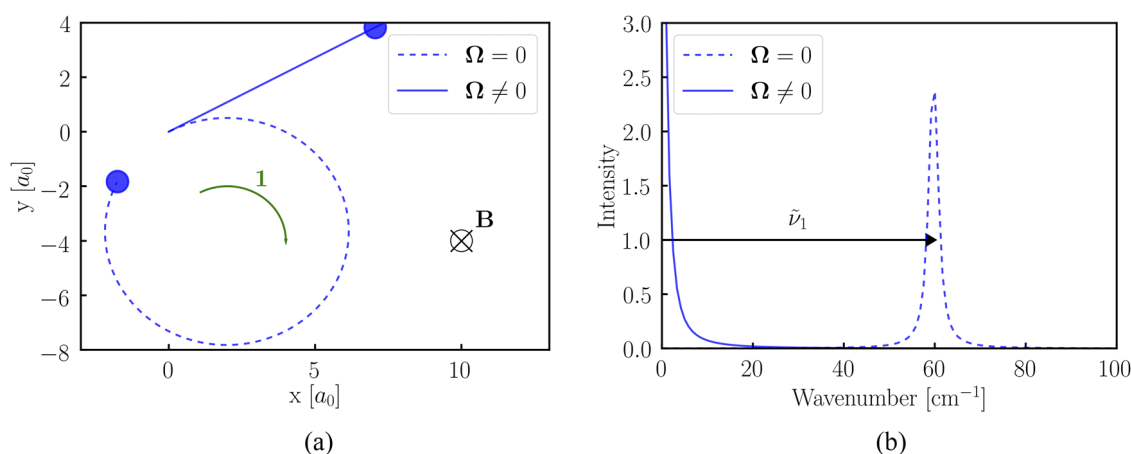 4
2
0
−2
−4
−6
−8
y [a₀]
0
5
10
x [a₀]
Ω = 0
Ω ≠ 0
1
B
(a)
3.0
2.5
2.0
1.5
1.0
0.5
0.0
Intensity
0
20
40
60
80
100
Wavenumber [cm⁻¹]
Ω = 0
Ω ≠ 0
ν̃₁
(b)